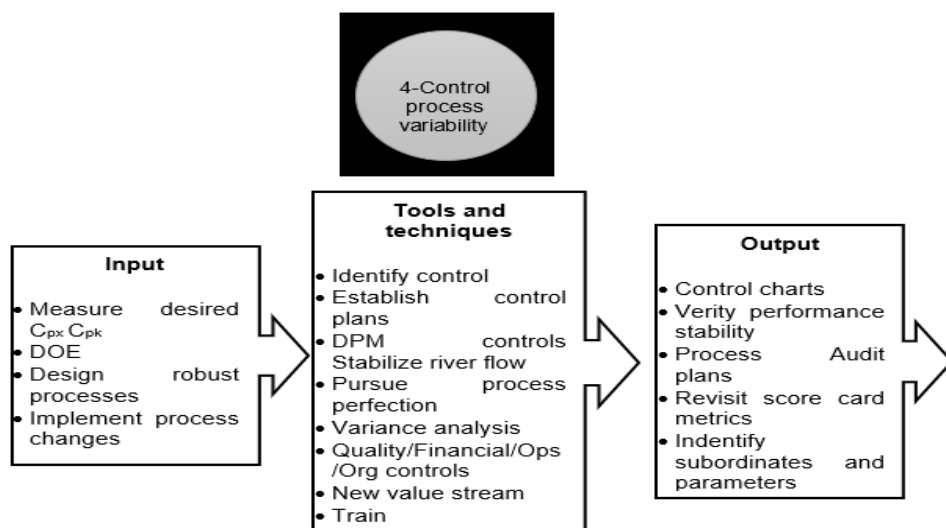 4-Control
process
variability
Input
• Measure desired
Cpx Cpk
• DOE
• Design robust
processes
• Implement process
changes
Tools and
techniques
• Identify control
• Establish control
plans
• DPM controls
Stabilize river flow
• Pursue process
perfection
• Variance analysis
• Quality/Financial/Ops
/Org controls
• New value stream
• Train
Output
• Control charts
• Verity performance
stability
• Process Audit
plans
• Revisit score card
metrics
• Indentify
subordinates and
parameters